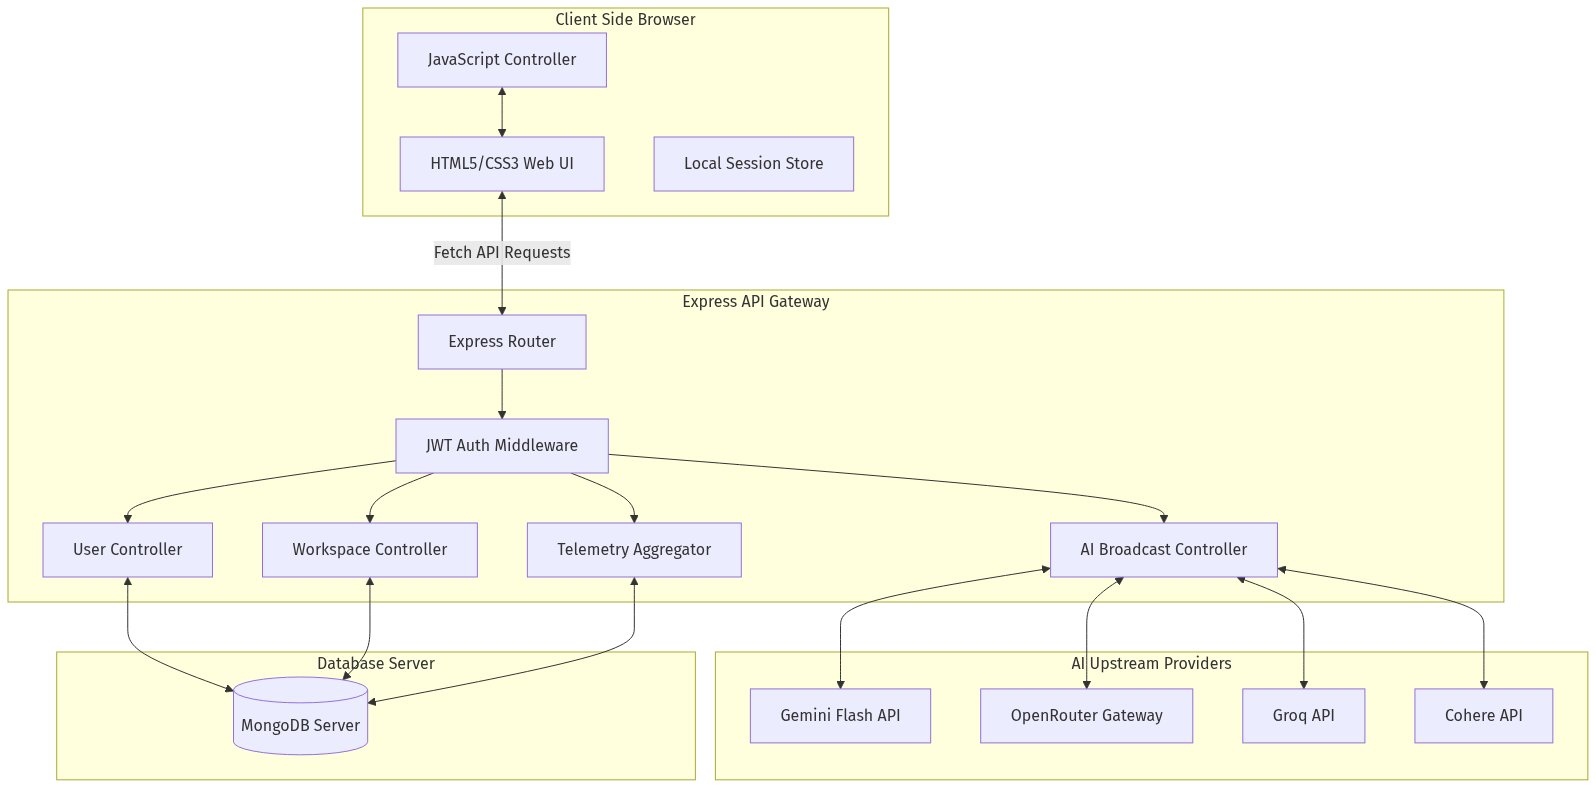 Client Side Browser
JavaScript Controller
HTML5/CSS3 Web UI
Local Session Store
Fetch API Requests
Express API Gateway
Express Router
JWT Auth Middleware
User Controller
Workspace Controller
Telemetry Aggregator
AI Broadcast Controller
Database Server
MongoDB Server
AI Upstream Providers
Gemini Flash API
OpenRouter Gateway
Groq API
Cohere API